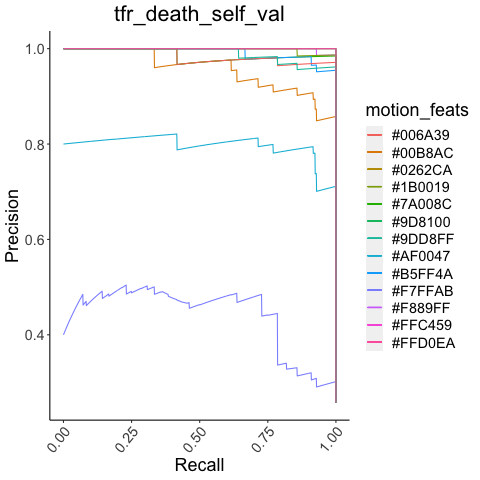 tfr_death_self_val
1.0
0.8
0.6
0.4
Precision
0.00
0.25
0.50
0.75
1.00
Recall
motion_feats
#006A39
#00B8AC
#0262CA
#1B0019
#7A008C
#9D8100
#9DD8FF
#AF0047
#B5FF4A
#F7FFAB
#F889FF
#FFC459
#FFD0EA